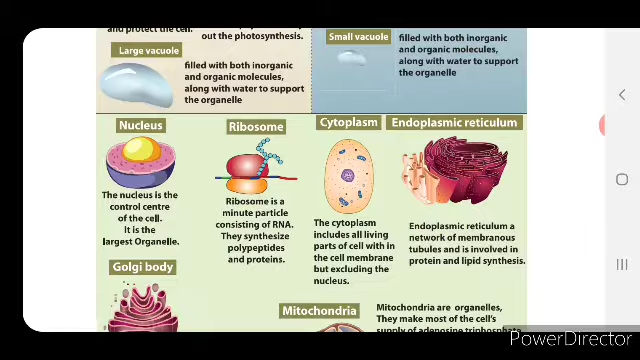 and protect the cell.
out the photosynthesis.
Large vacuole
filled with both inorganic
and organic molecules,
along with water to support
the organelle
Small vacuole
filled with both inorganic
and organic molecules,
along with water to support
the organelle
Nucleus
The nucleus is the
control centre
of the cell.
It is the
largest Organelle.
Ribosome
Ribosome is a
minute particle
consisting of RNA.
They synthesize
polypeptides
and proteins.
Cytoplasm
The cytoplasm
includes all living
parts of cell with in
the cell membrane
but excluding the
nucleus.
Endoplasmic reticulum
Endoplasmic reticulum a
network of membranous
tubules and is involved in
protein and lipid synthesis.
Golgi body
Mitochondria
Mitochondria are organelles,
They make most of the cell's
supply of adenosine triphosphate
PowerDirector